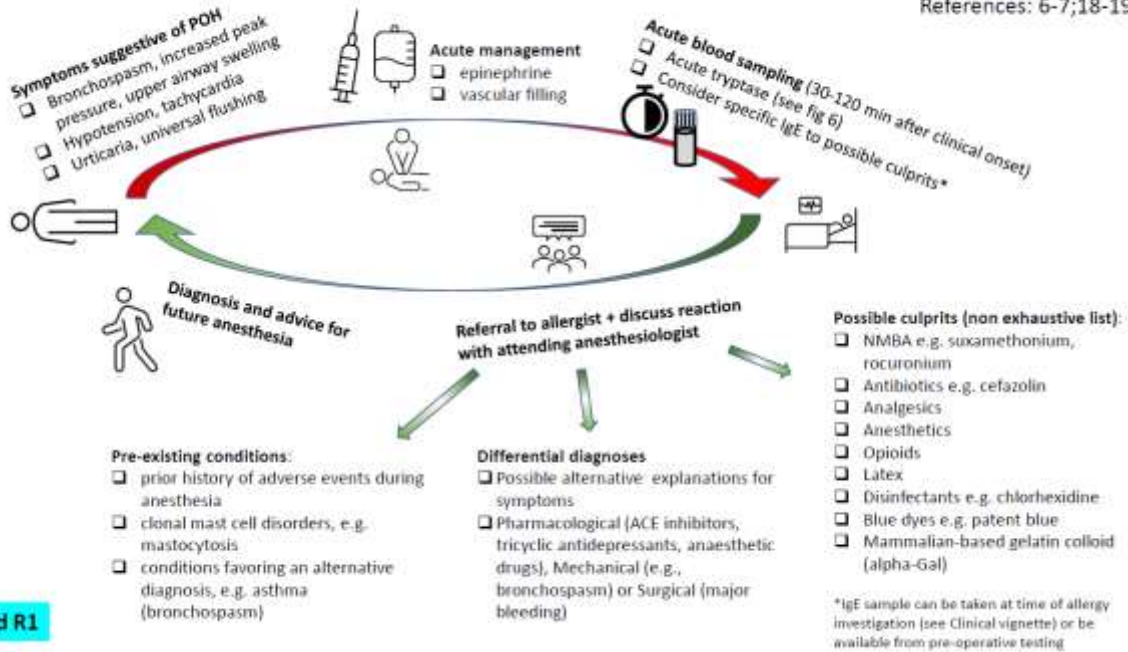 References: 6-7;18-19
Symptoms suggestive of POH
❑ Bronchospasm, increased peak
pressure, upper airway swelling
❑ Hypotension, tachycardia
❑ Urticaria, universal flushing
Acute management
❑ epinephrine
❑ vascular filling
Acute blood sampling (30-120 min after clinical onset)
❑ Acute tryptase (see fig 6)
❑ Consider specific IgE to possible culprits*
Diagnosis and advice for
future anesthesia
Referral to allergist + discuss reaction
with attending anesthesiologist
Pre-existing conditions:
❑ prior history of adverse events during
anesthesia
❑ clonal mast cell disorders, e.g.
mastocytosis
❑ conditions favoring an alternative
diagnosis, e.g. asthma
(bronchospasm)
Differential diagnoses
❑ Possible alternative explanations for
symptoms
❑ Pharmacological (ACE inhibitors,
tricyclic antidepressants, anaesthetic
drugs), Mechanical (e.g.,
bronchospasm) or Surgical (major
bleeding)
Possible culprits (non exhaustive list):
❑ NMBA e.g. suxamethonium,
rocuronium
❑ Antibiotics e.g. cefazolin
❑ Analgesics
❑ Anesthetics
❑ Opioids
❑ Latex
❑ Disinfectants e.g. chlorhexidine
❑ Blue dyes e.g. patent blue
❑ Mammalian-based gelatin colloid
(alpha-Gal)
*IgE sample can be taken at time of allergy
investigation (see Clinical vignette) or be
available from pre-operative testing
R1